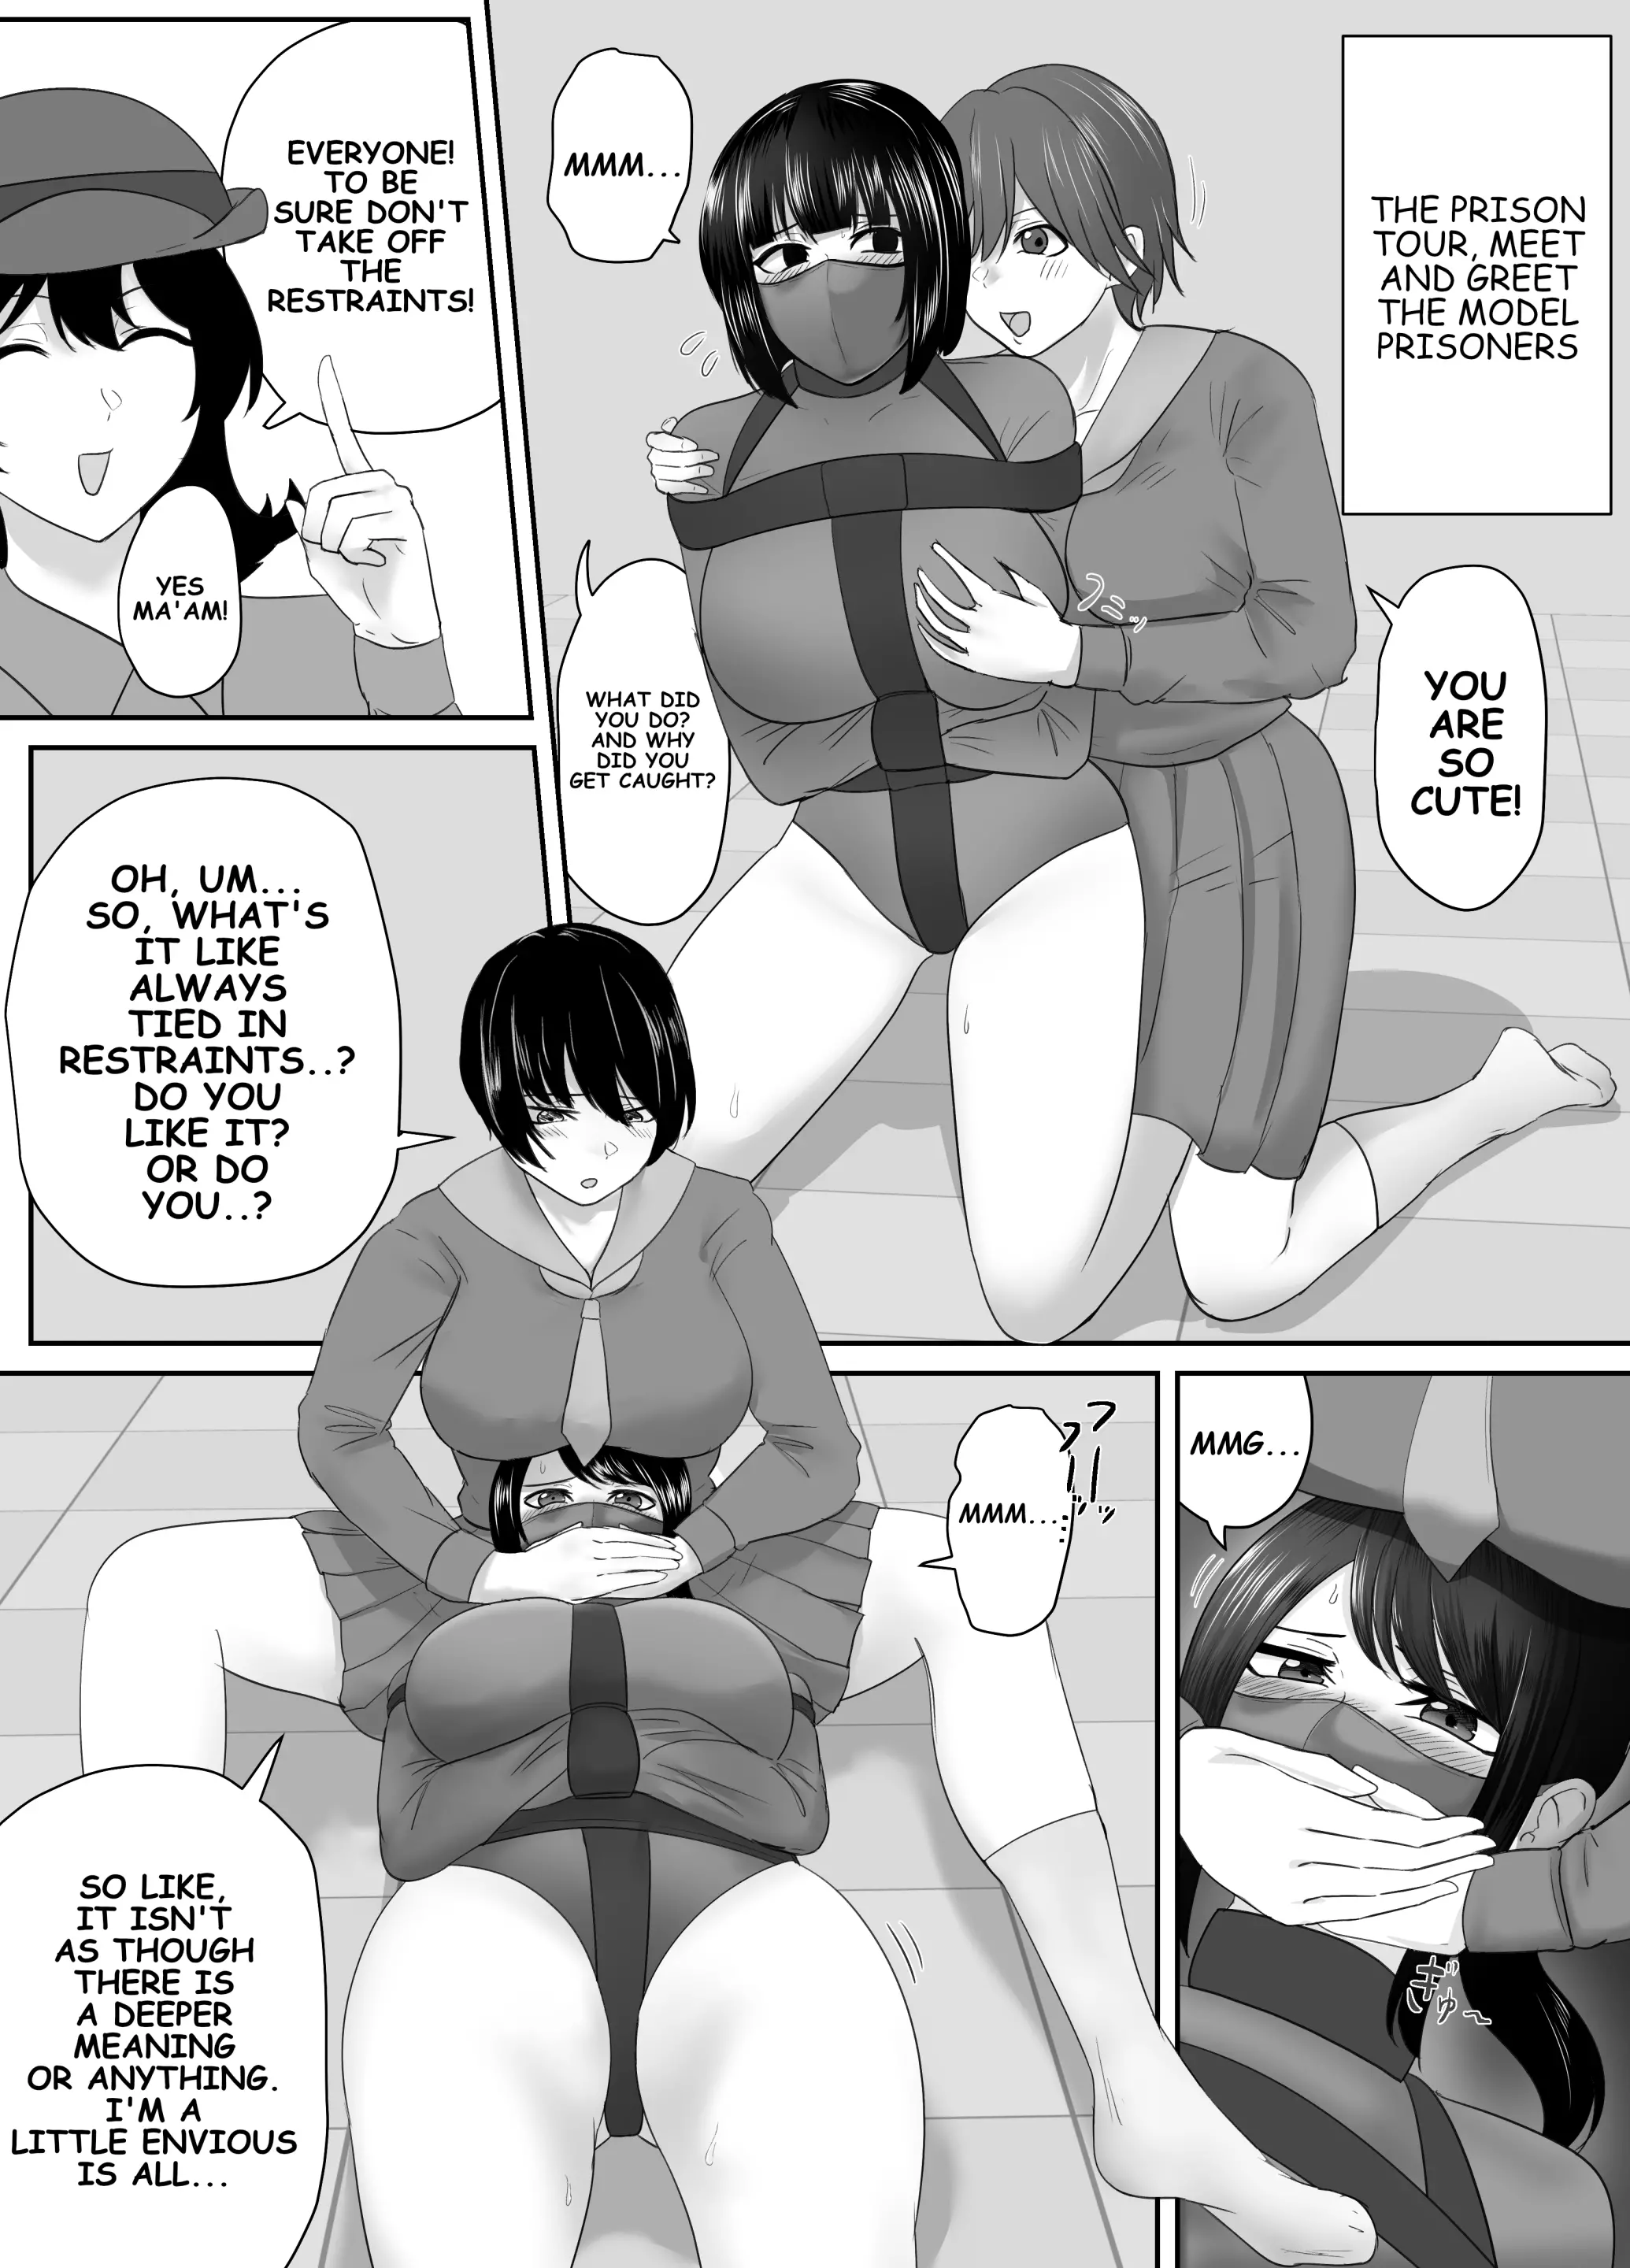 THE PRISON
TOUR, MEET
AND GREET
THE MODEL
PRISONERS
MMM...
YOU
ARE
SO
CUTE!
WHAT DID
YOU DO?
AND WHY
DID YOU
GET CAUGHT?
EVERYONE!
TO BE
SURE DON'T
TAKE OFF
THE
RESTRAINTS!
YES
MA'AM!
OH, UM...
SO, WHAT'S
IT LIKE
ALWAYS
TIED IN
RESTRAINTS..?
DO YOU
LIKE IT?
OR DO
YOU..?
MMG...
ぎゅ～
MMM...
SO LIKE,
IT ISN'T
AS THOUGH
THERE IS
A DEEPER
MEANING
OR ANYTHING.
I'M A
LITTLE ENVIOUS
IS ALL...